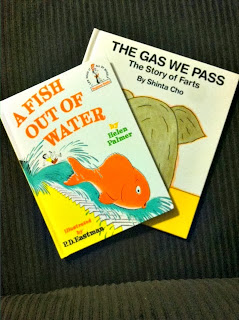 A FISH
OUT OF
WATER
by
Helen
Palmer
Illustrated
by
P.D. Eastman
THE GAS WE PASS
The Story of Farts
By Shinta Cho